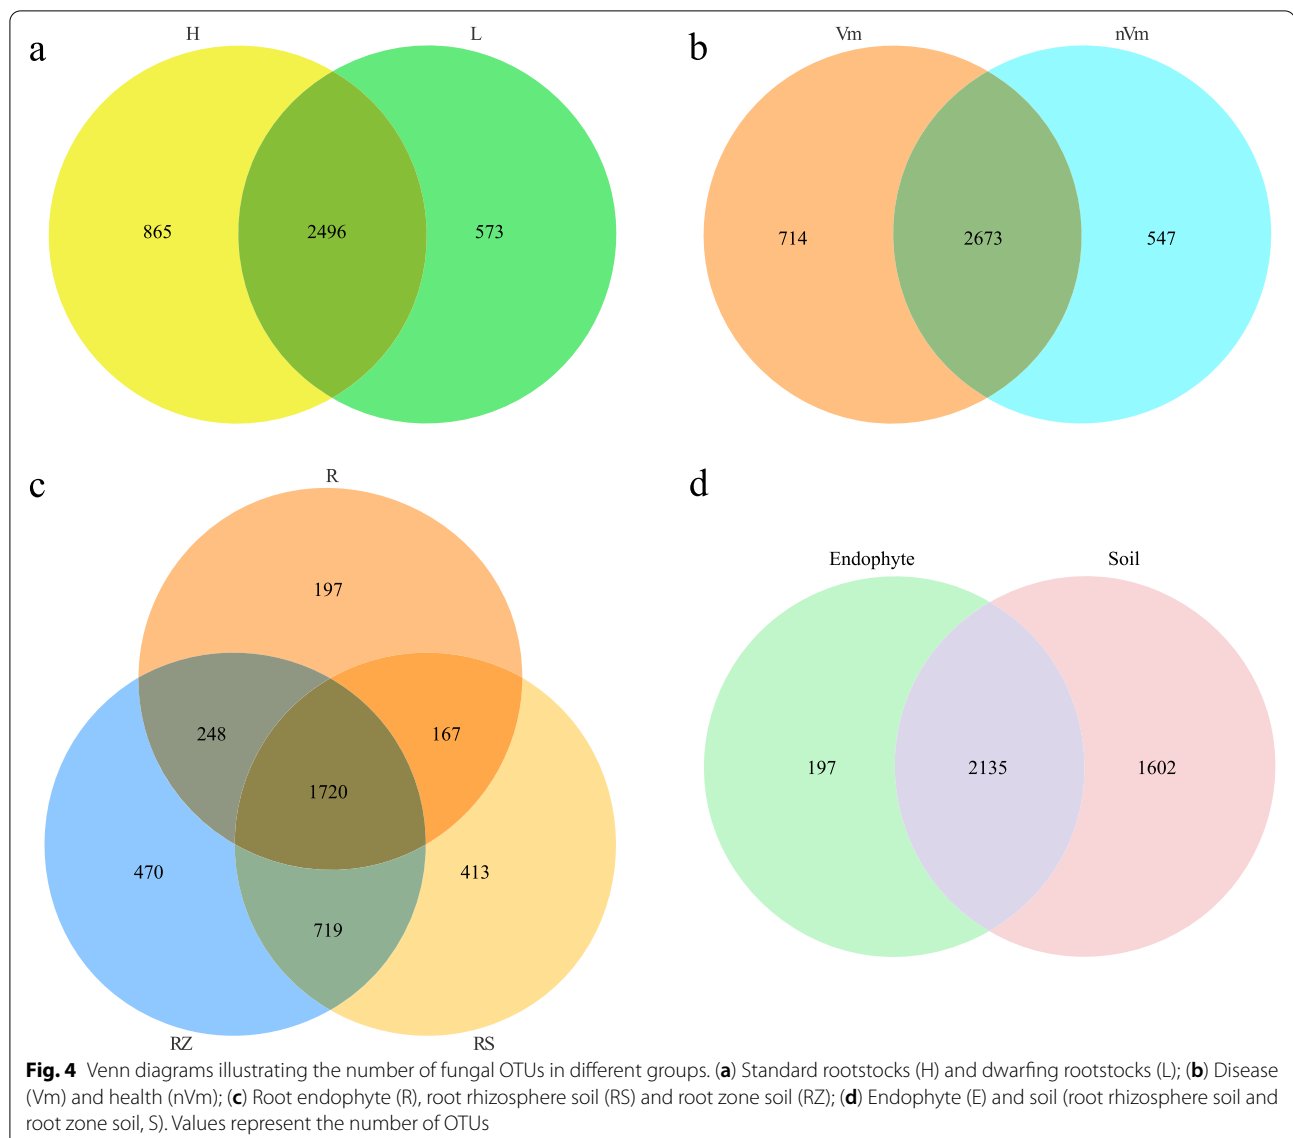 a
H
L
865
2496
573
b
Vm
nVm
714
2673
547
c
R
197
248
167
1720
470
413
719
RZ
RS
d
Endophyte
Soil
197
2135
1602
Fig. 4 Venn diagrams illustrating the number of fungal OTUs in different groups. (a) Standard rootstocks (H) and dwarfing rootstocks (L); (b) Disease
(Vm) and health (nVm); (c) Root endophyte (R), root rhizosphere soil (RS) and root zone soil (RZ); (d) Endophyte (E) and soil (root rhizosphere soil and
root zone soil, S). Values represent the number of OTUs